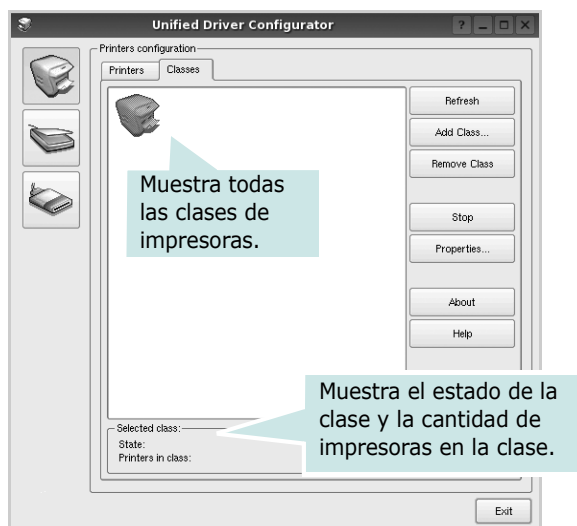 Unified Driver Configurator
Printers configuration
Printers Classes
Refresh
Add Class...
Remove Class
Muestra todas
las clases de
impresoras.
Stop
Properties...
About
Help
Muestra el estado de la
clase y la cantidad de
impresoras en la clase.
Selected class:
State:
Printers in class:
Exit